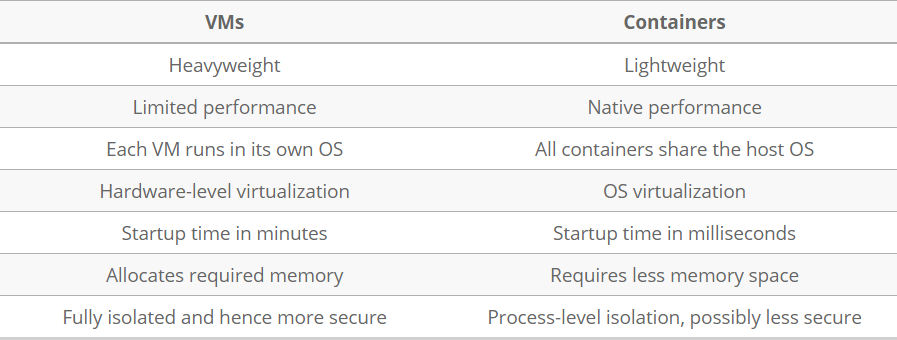 VMs Containers
Heavyweight Lightweight
Limited performance Native performance
Each VM runs in its own OS All containers share the host OS
Hardware-level virtualization OS virtualization
Startup time in minutes Startup time in milliseconds
Allocates required memory Requires less memory space
Fully isolated and hence more secure Process-level isolation, possibly less secure